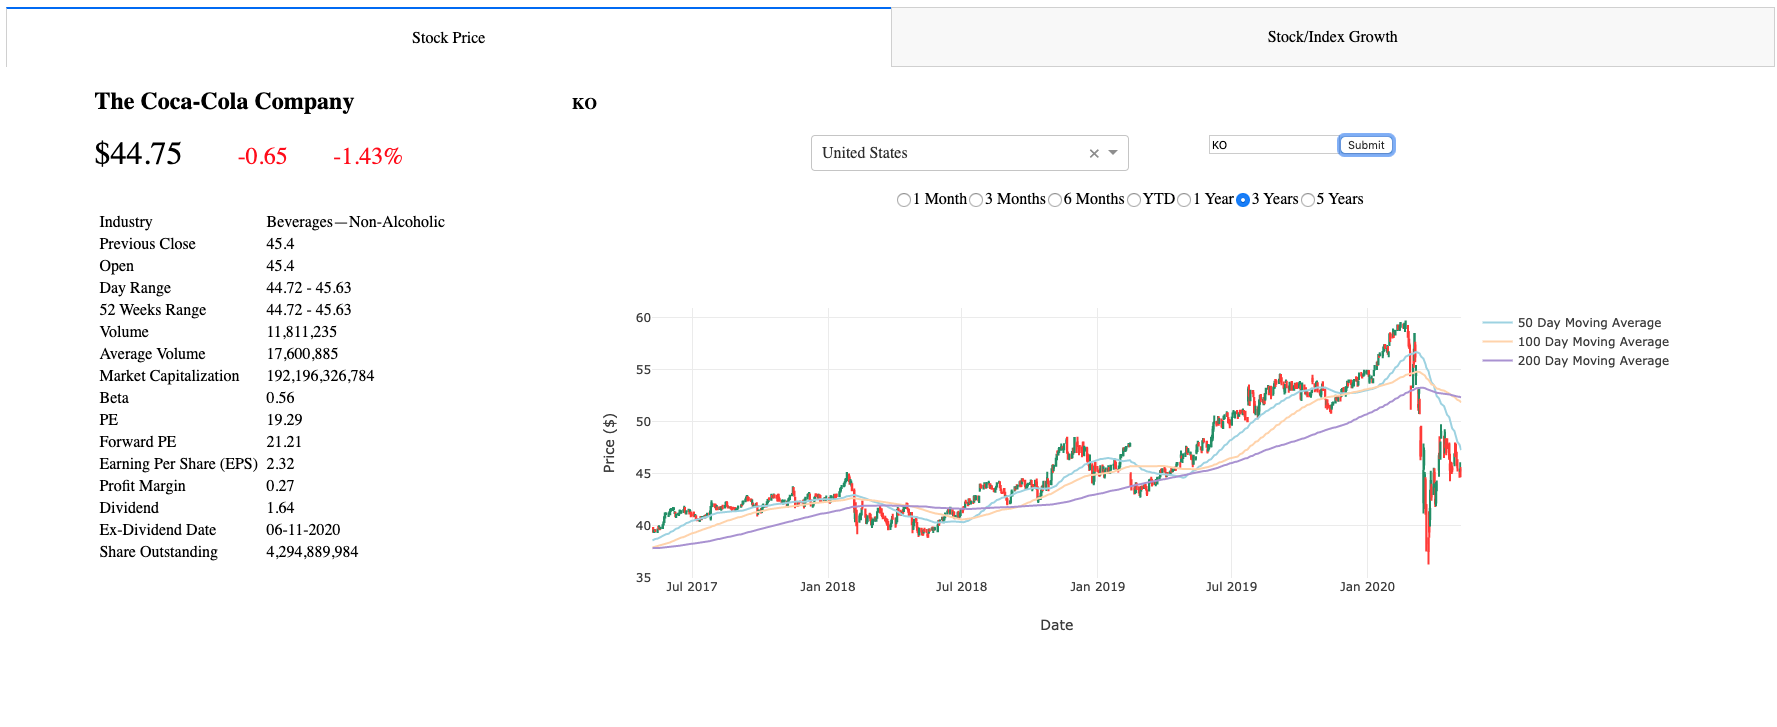 Stock Price
Stock/Index Growth
The Coca-Cola Company
KO
$44.75 -0.65 -1.43%
United States
KO
Submit
1 Month 3 Months 6 Months YTD 1 Year 3 Years 5 Years
Industry Beverages—Non-Alcoholic
Previous Close 45.4
Open 45.4
Day Range 44.72 - 45.63
52 Weeks Range 44.72 - 45.63
Volume 11,811,235
Average Volume 17,600,885
Market Capitalization 192,196,326,784
Beta 0.56
PE 19.29
Forward PE 21.21
Earning Per Share (EPS) 2.32
Profit Margin 0.27
Dividend 1.64
Ex-Dividend Date 06-11-2020
Share Outstanding 4,294,889,984
Price ($)
60
55
50
45
40
35
Jul 2017 Jan 2018 Jul 2018 Jan 2019 Jul 2019 Jan 2020
Date
50 Day Moving Average
100 Day Moving Average
200 Day Moving Average